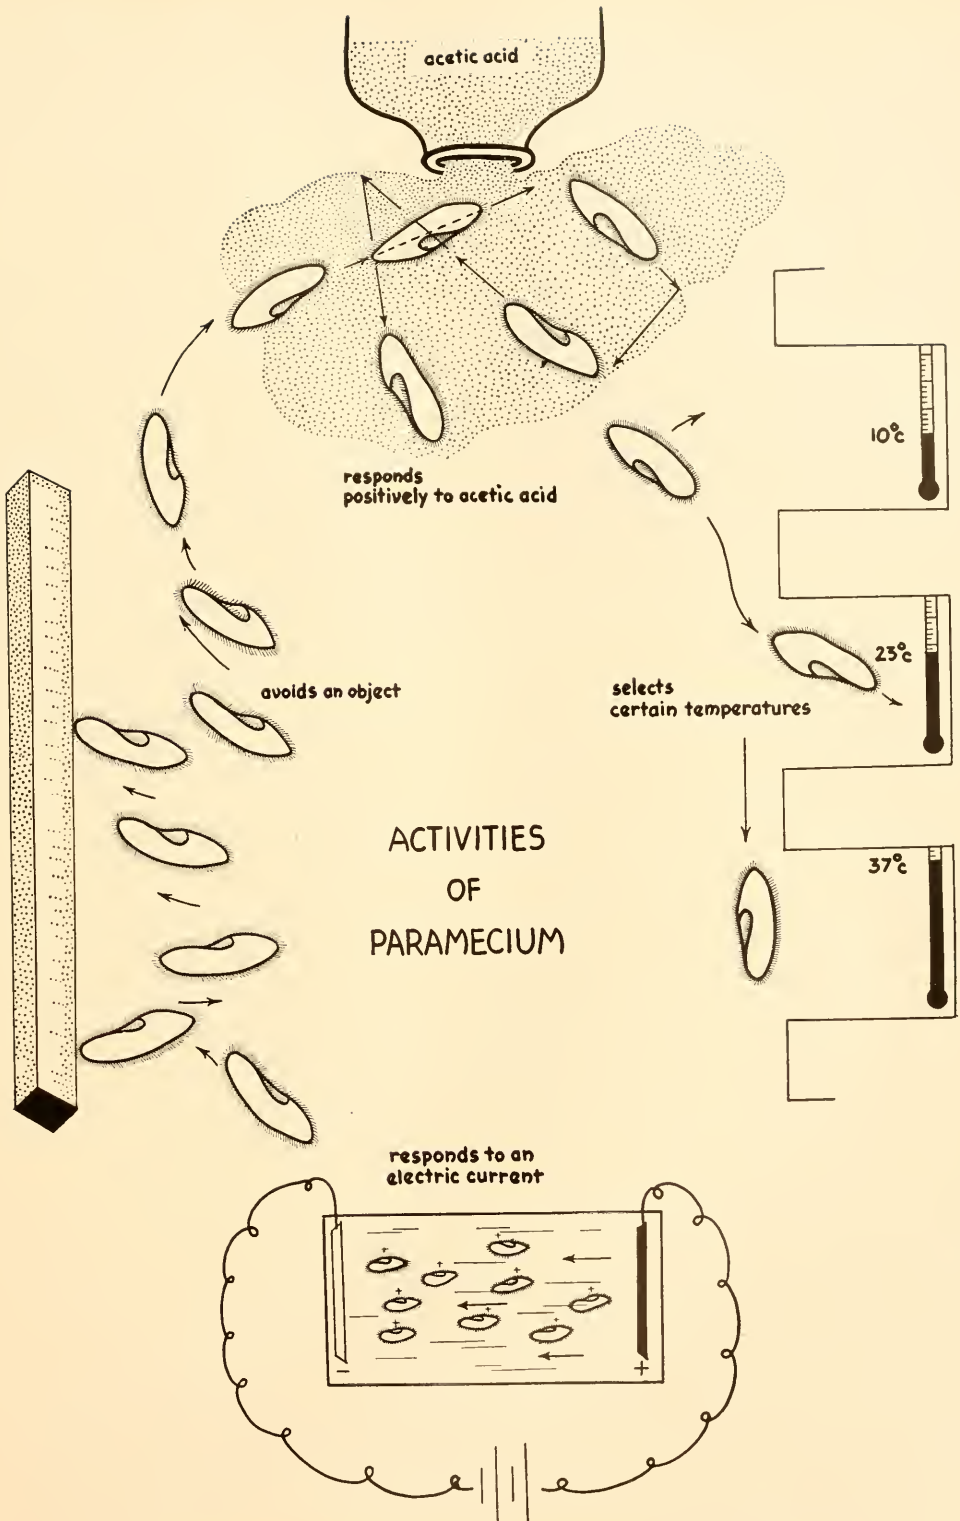 acetic acid
responds
positively to acetic acid
10°c
23°c
avoids an object
selects
certain temperatures
ACTIVITIES
OF
PARAMECIUM
37°c
responds to an
electric current
+
+
+
+
+
+
+
+
+
-
+